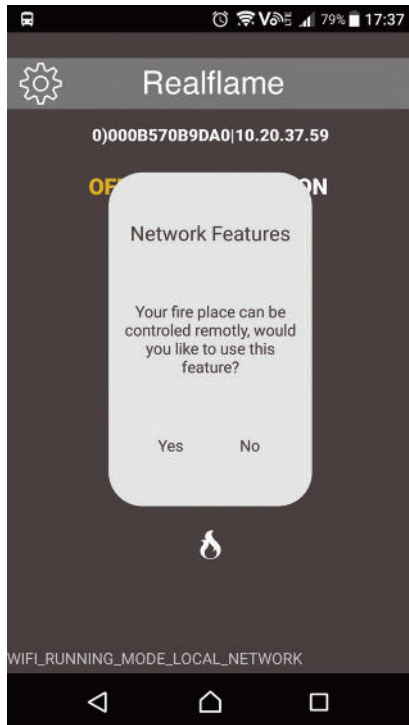 79% 17:37
Realflame
0)000B570B9DA0|10.20.37.59
OF ON
Network Features
Your fire place can be
controled remotly, would
you like to use this
feature?
Yes No
WIFI_RUNNING_MODE_LOCAL_NETWORK